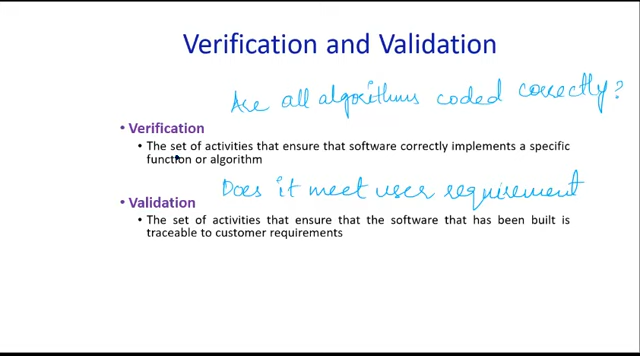 Verification and Validation
Are all algorithms coded correctly?
• Verification
• The set of activities that ensure that software correctly implements a specific
function or algorithm
Does it meet user requirement
• Validation
• The set of activities that ensure that the software that has been built is
traceable to customer requirements